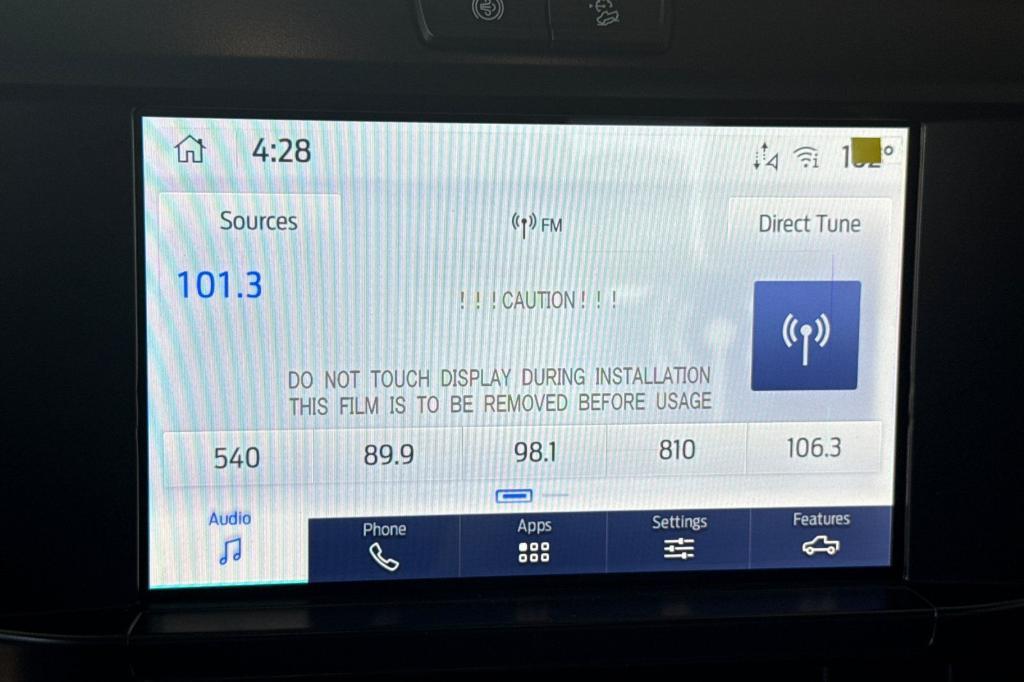 4:28
Sources
FM
Direct Tune
101.3
! ! ! CAUTION ! ! !
DO NOT TOUCH DISPLAY DURING INSTALLATION
THIS FILM IS TO BE REMOVED BEFORE USAGE
540 89.9 98.1 810 106.3
Audio Phone Apps Settings Features